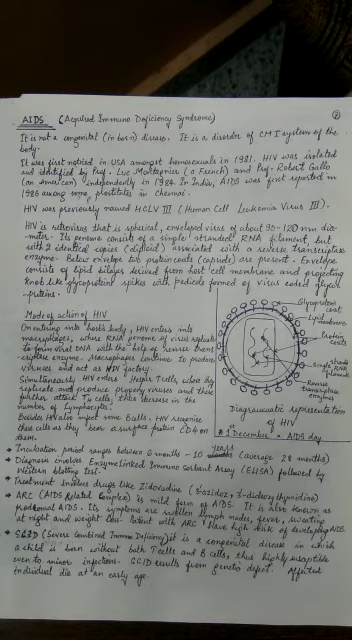 AIDS (Acquired Immuno Deficiency Syndrome)
It is not a congenital (in born) disease. It is a disorder of CMI system of the
body.
It was first noticed in USA amongst homosexuals in 1981. HIV was isolated
and identified by Prof. Luc Montagnier (a French) and Prof. Robert Gallo
(an American) independently in 1984. In India, AIDS was first reported in
1986 among some prostitutes in Chennai.
HIV was previously named HCLV III (Human Cell Leukemia Virus III).
HIV is retrovirus that is spherical, enveloped virus of about 90-120 nm dia-
meter. Its genome consist of a single stranded RNA filament, but
with 2 identical copies (diploid) associated with a reverse transcriptase
enzyme. Below envelope two protein coats (capside) are present. Envelope
consists of lipid bilayer derived from host cell membrane and projecting
knob like glycoprotein spikes with pedicels formed of virus coded glyco
-proteins.
Mode of action of HIV
On entering into host's body, HIV enters into
macrophages, where RNA genome of virus replicate
to form viral DNA with the help of reverse trans
-criptase enzyme. Macrophages continue to produce
viruses and act as HIV factory.
Simultaneously HIV enters Helper T cells, where they
replicate and produce progeny viruses and these
further attack TH cells, thus decrease in the
number of lymphocytes.
Besides HIV also infect some B cells. HIV recognise
these cells as they bear a surface protein CD4 on
them.
Glycoprotein coat
Lipid membrane
Protein coats
Single strand RNA filaments
Reverse transcriptase enzymes
Diagrammatic representation
of HIV
* 1st December - AIDS day
* Incubation period ranges between 6 months - 10 years (average 28 months)
* Diagnosis involves Enzyme Linked Immuno Sorbant Assay (ELISA) followed by
Western blotting test.
* Treatment involves drugs like Zidovudine (3'azido 2, 3-dideoxythymidine)
* ARC (AIDS Related Complex) is mild form of AIDS. It is also known as
prodromal AIDS. Its symptoms are swollen lymph nodes, fever, sweating
at night and weight loss. Patient with ARC have high risk of developing AIDS.
* SCID (Severe Combined Immuno Deficiency) it is a congenital disease in which
a child is born without both T cells and B cells, thus highly susceptible
even to minor infections. SCID results from genetic defect. Affected
individual die at an early age.